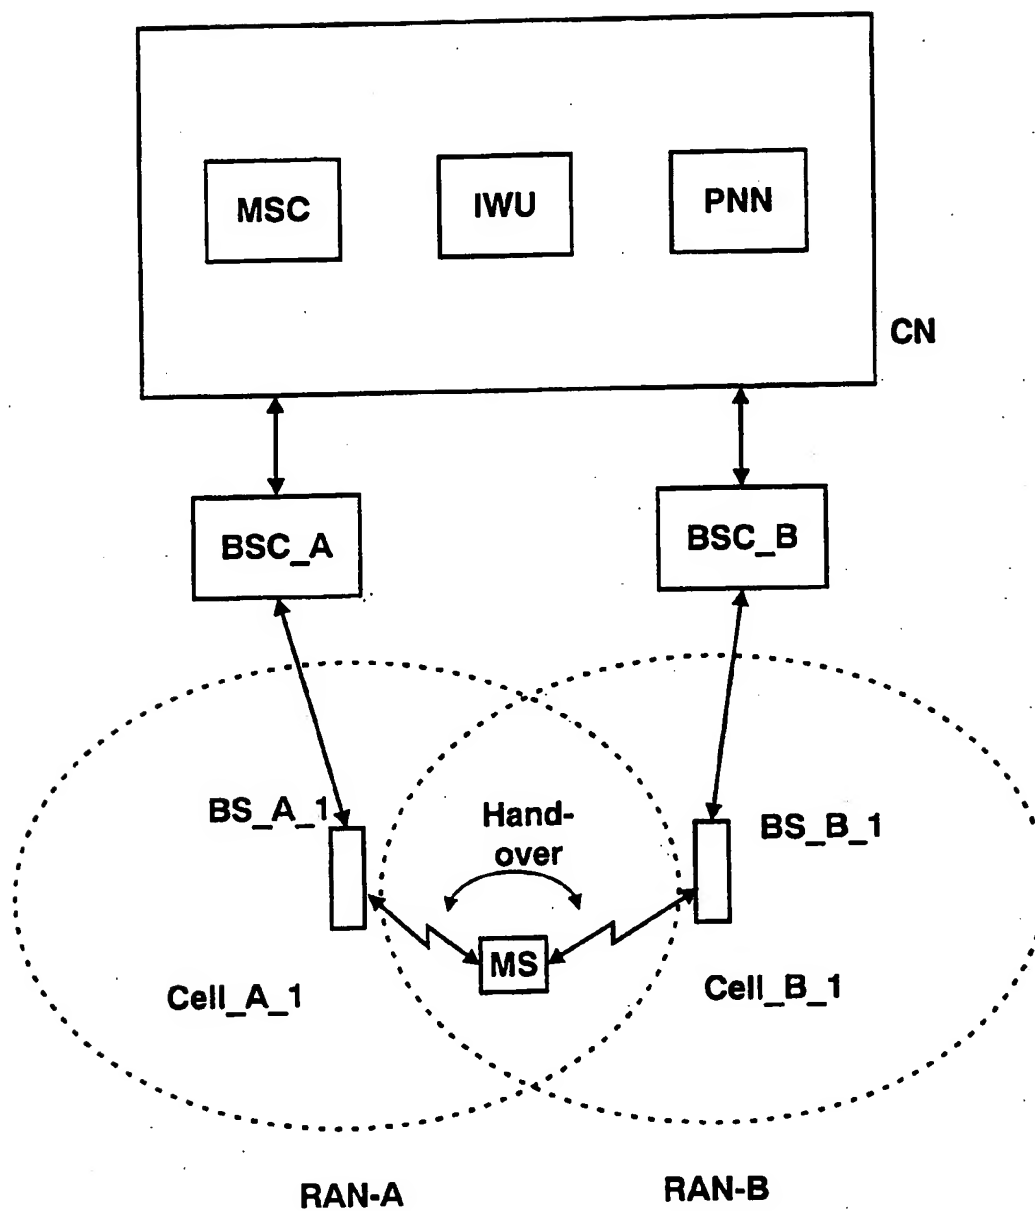 MSC
IWU
PNN
CN
BSC_A
BSC_B
BS_A_1
Hand-
over
BS_B_1
MS
Cell_A_1
Cell_B_1
RAN-A
RAN-B